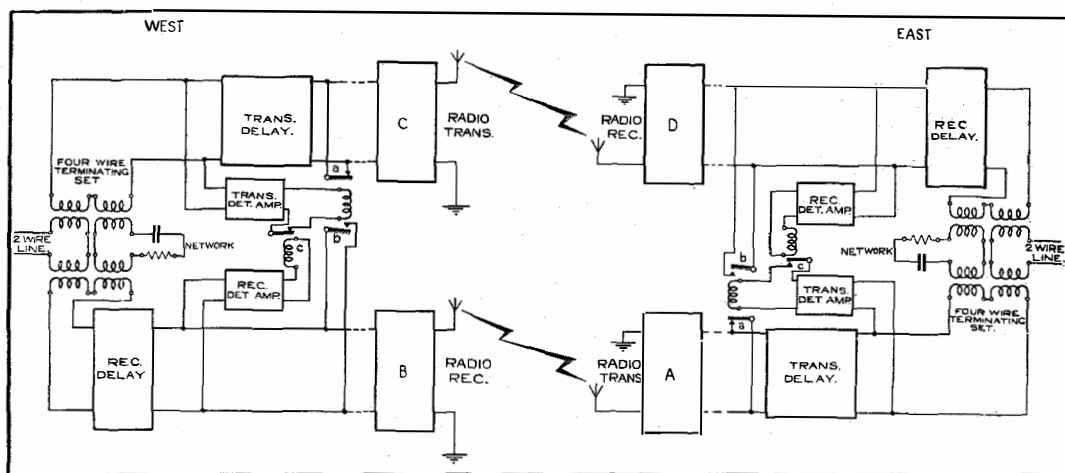 WEST
EAST
TRANS.
DELAY.
C
RADIO
TRANS.
RADIO
REC.
D
REC.
DELAY.
FOUR WIRE
TERMINATING
SET
TRANS.
DET. AMP.
a
b
c
2 WIRE
LINE
NETWORK
REC.
DET. AMP.
REC.
DELAY
B
RADIO
REC.
RADIO
TRANS
A
REC.
DET. AMP.
b
c
a
TRANS.
DET. AMP
NETWORK
2 WIRE
LINE.
FOUR WIRE
TERMINATING
SET.
TRANS.
DELAY.